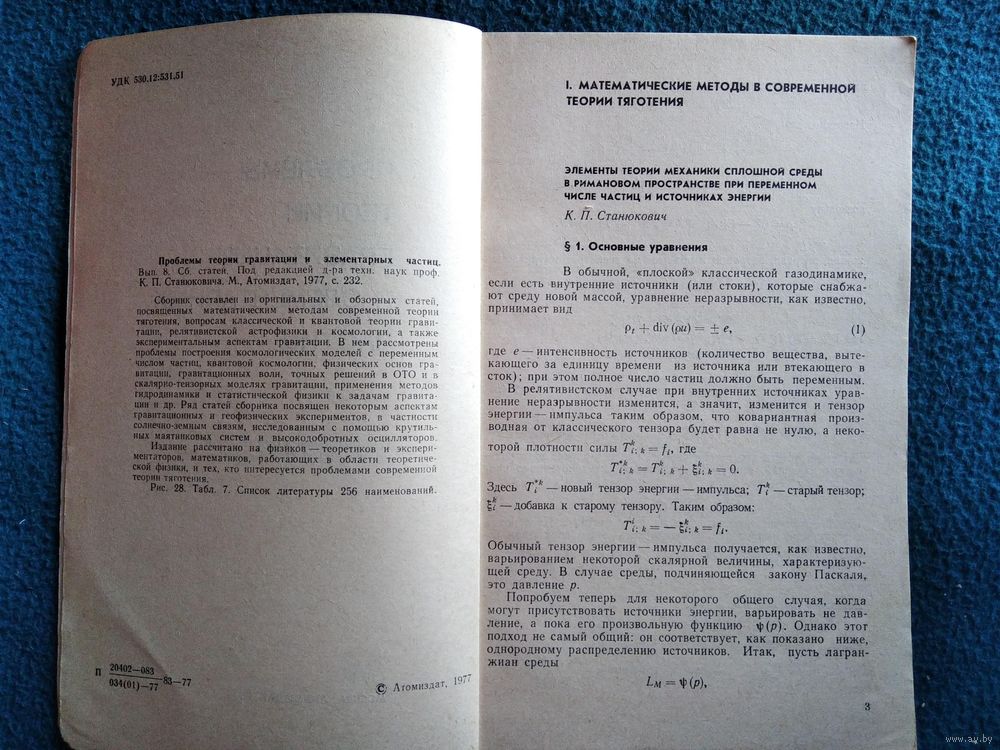 УДК 530.12:531.51
Проблемы теории гравитации и элементарных частиц.
Вып. 8. Сб. статей. Под редакцией д-ра техн. наук проф.
К. П. Станюковича. М., Атомиздат, 1977, с. 232.
Сборник составлен из оригинальных и обзорных статей,
посвященных математическим методам современной теории
тяготения, вопросам классической и квантовой теории грави-
тации, релятивистской астрофизики и космологии, а также
экспериментальным аспектам гравитации. В нем рассмотрены
проблемы построения космологических моделей с переменным
числом частиц, квантовой космологии, физических основ гра-
витации, гравитационных волн, точных решений в ОТО и в
скалярно-тензорных моделях гравитации, применения методов
гидродинамики и статистической физики к задачам гравита-
ции и др. Ряд статей сборника посвящен некоторым аспектам
гравитационных и геофизических экспериментов, в частности
солнечно-земным связям, исследованным с помощью крутиль-
ных маятниковых систем и высокодобротных осцилляторов.
Издание рассчитано на физиков — теоретиков и экспери-
ментаторов, математиков, работающих в области теоретиче-
ской физики, и тех, кто интересуется проблемами современной
теории тяготения.
Рис. 28. Табл. 7. Список литературы 256 наименований.
П 20402—083
034(01)—77 83—77
© Атомиздат, 1977
I. МАТЕМАТИЧЕСКИЕ МЕТОДЫ В СОВРЕМЕННОЙ
ТЕОРИИ ТЯГОТЕНИЯ
ЭЛЕМЕНТЫ ТЕОРИИ МЕХАНИКИ СПЛОШНОЙ СРЕДЫ
В РИМАНОВОМ ПРОСТРАНСТВЕ ПРИ ПЕРЕМЕННОМ
ЧИСЛЕ ЧАСТИЦ И ИСТОЧНИКАХ ЭНЕРГИИ
К. П. Станюкович
§ 1. Основные уравнения
В обычной, «плоской» классической газодинамике,
если есть внутренние источники (или стоки), которые снабжа-
ют среду новой массой, уравнение неразрывности, как известно,
принимает вид
ρt + div (ρu) = ± e, (1)
где e — интенсивность источников (количество вещества, выте-
кающего за единицу времени из источника или втекающего в
сток); при этом полное число частиц должно быть переменным.
В релятивистском случае при внутренних источниках урав-
нение неразрывности изменится, а значит, изменится и тензор
энергии — импульса таким образом, что ковариантная произ-
водная от классического тензора будет равна не нулю, а неко-
торой плотности силы T^k_{i; k} = f_i, где
T^{*k}_{i; k} = T^k_{i; k} + ξ^k_{i; k} = 0.
Здесь T^{*k}_i — новый тензор энергии — импульса; T^k_i — старый тензор;
ξ^k_i — добавка к старому тензору. Таким образом:
T^i_{i; k} = — ξ^k_{i; k} = f_i.
Обычный тензор энергии — импульса получается, как известно,
варьированием некоторой скалярной величины, характеризую-
щей среду. В случае среды, подчиняющейся закону Паскаля,
это давление p.
Попробуем теперь для некоторого общего случая, когда
могут присутствовать источники энергии, варьировать не дав-
ление, а пока его произвольную функцию ψ(p). Однако этот
подход не самый общий: он соответствует, как показано ниже,
однородному распределению источников. Итак, пусть лагран-
жиан среды
L_M = ψ (p),
3
www.ay.by